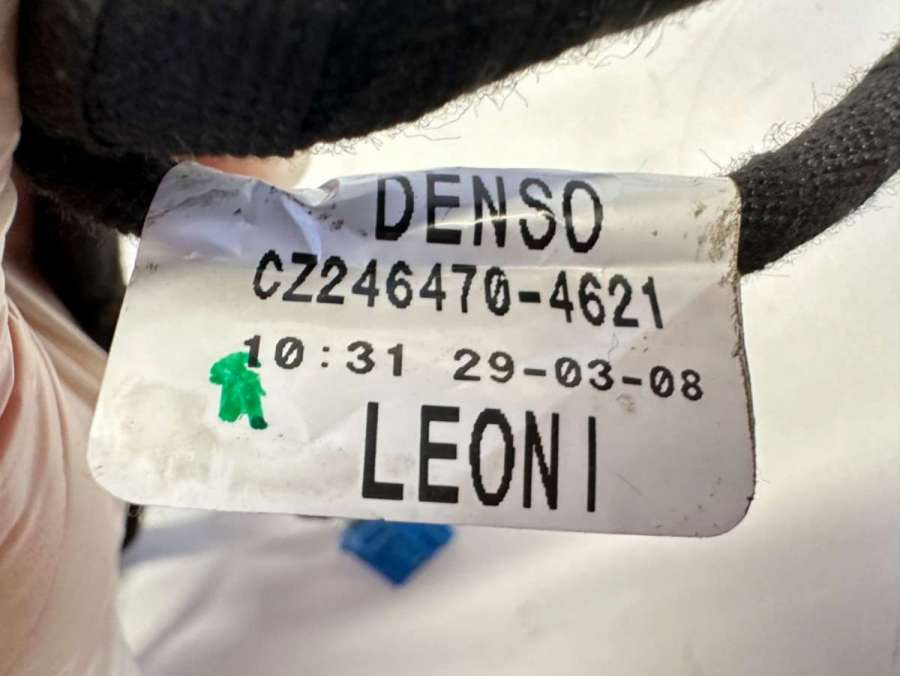 DENSO
CZ246470-4621
10:31 29-03-08
LEONI